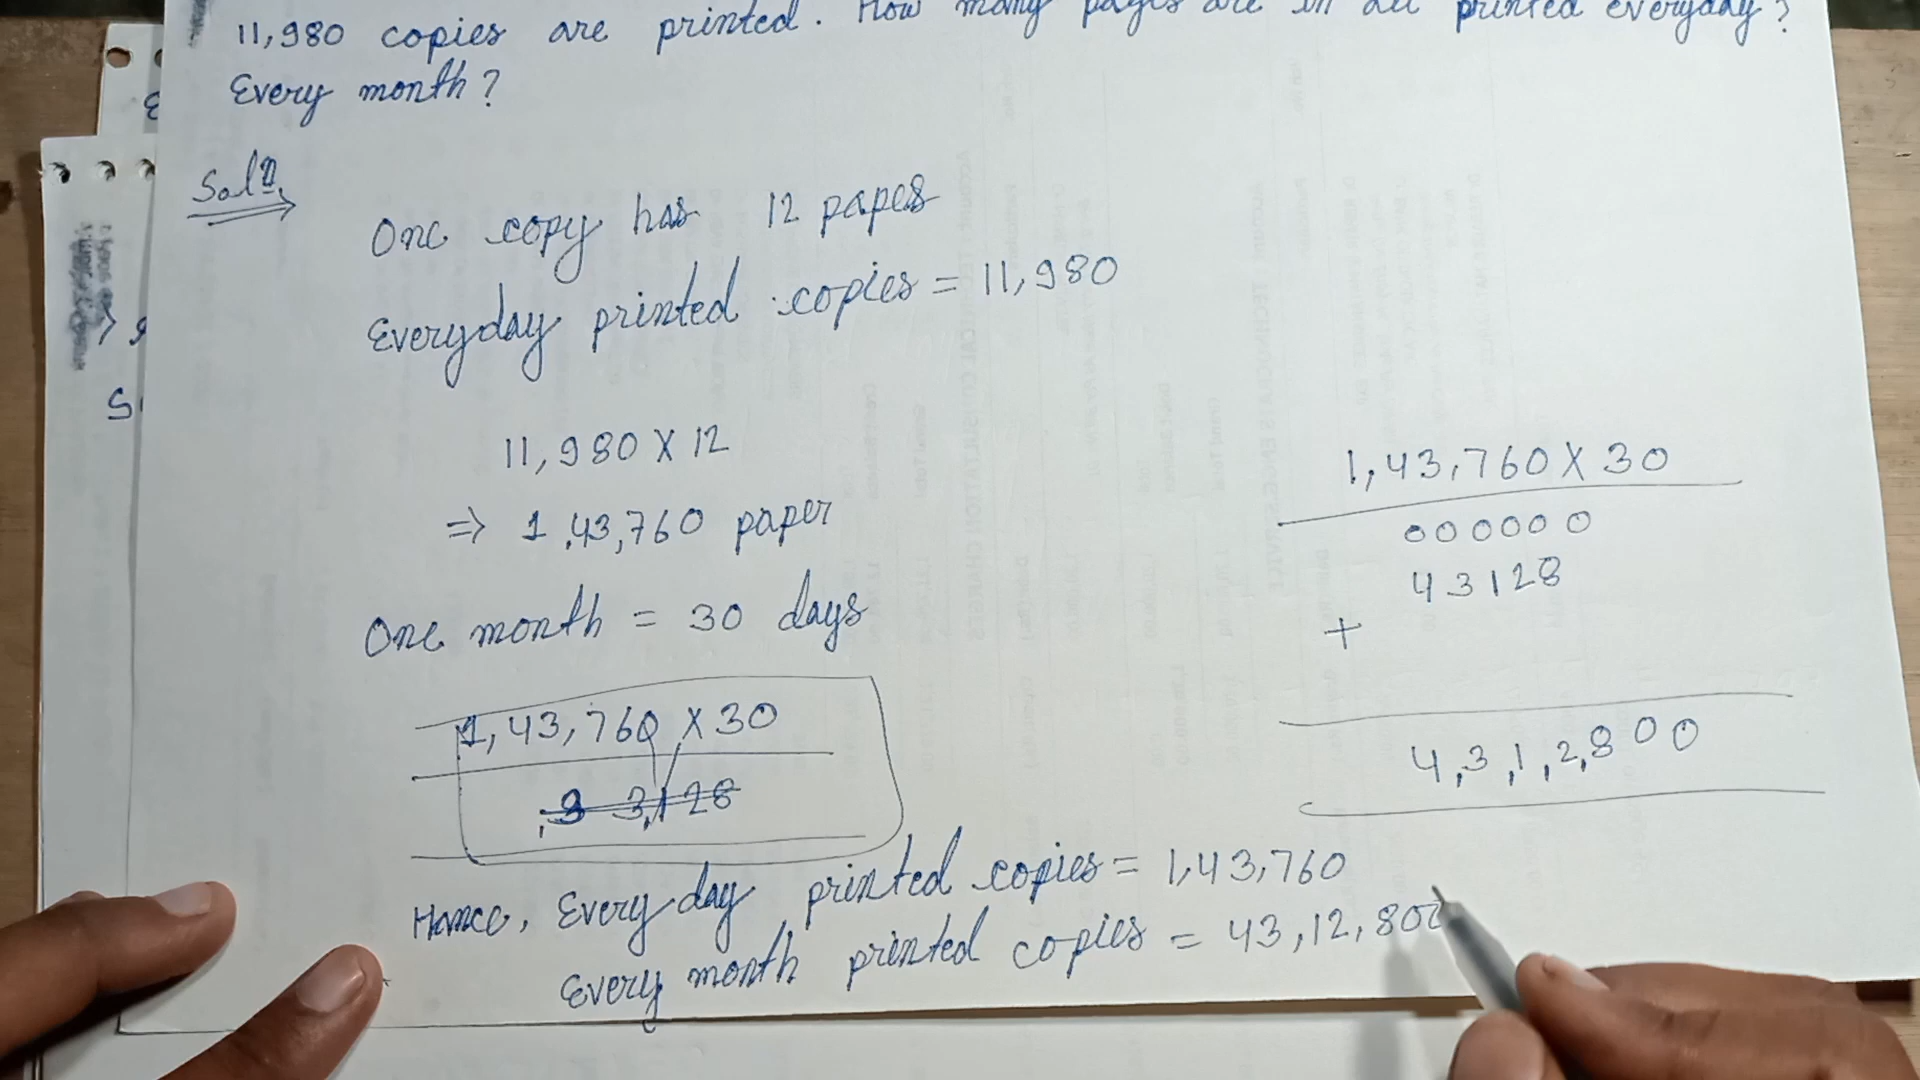 11,980 copies are printed. How many pages are in all printed everyday?
Every month?
Solⁿ,
One copy has 12 papes
Everyday printed copies = 11,980
11,980 X 12
⇒ 1,43,760 paper
One month = 30 days
1,43,760 X 30
3 3,128
1,43,760 X 30
000000
43128
+
4,3,1,2,800
Hance, Every day printed copies = 1,43,760
Every month printed copies = 43,12,800